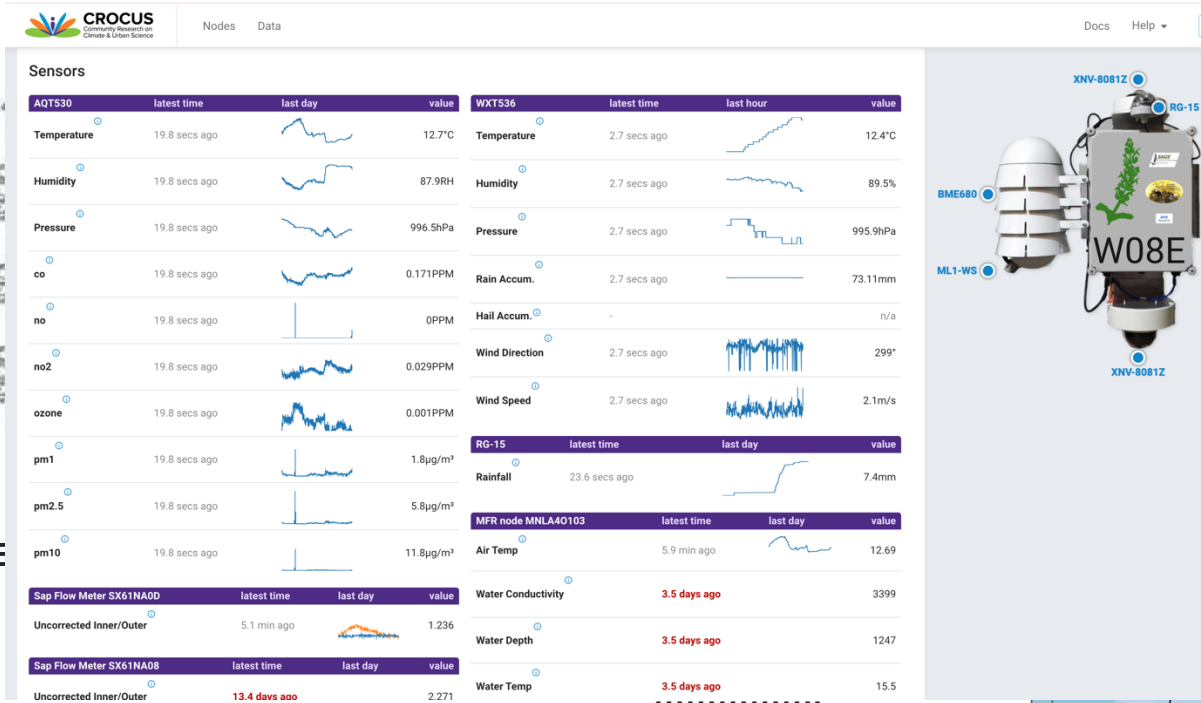 CROCUS
Community Research on
Climate & Urban Science
Nodes Data
Docs Help
Sensors
AQT530 latest time last day value
Temperature 19.8 secs ago 12.7°C
Humidity 19.8 secs ago 87.9RH
Pressure 19.8 secs ago 996.5hPa
co 19.8 secs ago 0.171PPM
no 19.8 secs ago 0PPM
no2 19.8 secs ago 0.029PPM
ozone 19.8 secs ago 0.001PPM
pm1 19.8 secs ago 1.8µg/m³
pm2.5 19.8 secs ago 5.8µg/m³
pm10 19.8 secs ago 11.8µg/m³
Sap Flow Meter SX61NA0D latest time last day value
Uncorrected Inner/Outer 5.1 min ago 1.236
Sap Flow Meter SX61NA08 latest time last day value
Uncorrected Inner/Outer 13.4 days ago 2.271
WXT536 latest time last hour value
Temperature 2.7 secs ago 12.4°C
Humidity 2.7 secs ago 89.5%
Pressure 2.7 secs ago 995.9hPa
Rain Accum. 2.7 secs ago 73.11mm
Hail Accum. - n/a
Wind Direction 2.7 secs ago 299°
Wind Speed 2.7 secs ago 2.1m/s
RG-15 latest time last day value
Rainfall 23.6 secs ago 7.4mm
MFR node MNLA4O103 latest time last day value
Air Temp 5.9 min ago 12.69
Water Conductivity 3.5 days ago 3399
Water Depth 3.5 days ago 1247
Water Temp 3.5 days ago 15.5
XNV-8081Z
RG-15
BME680
ML1-WS
SAGE
W08E
XNV-8081Z